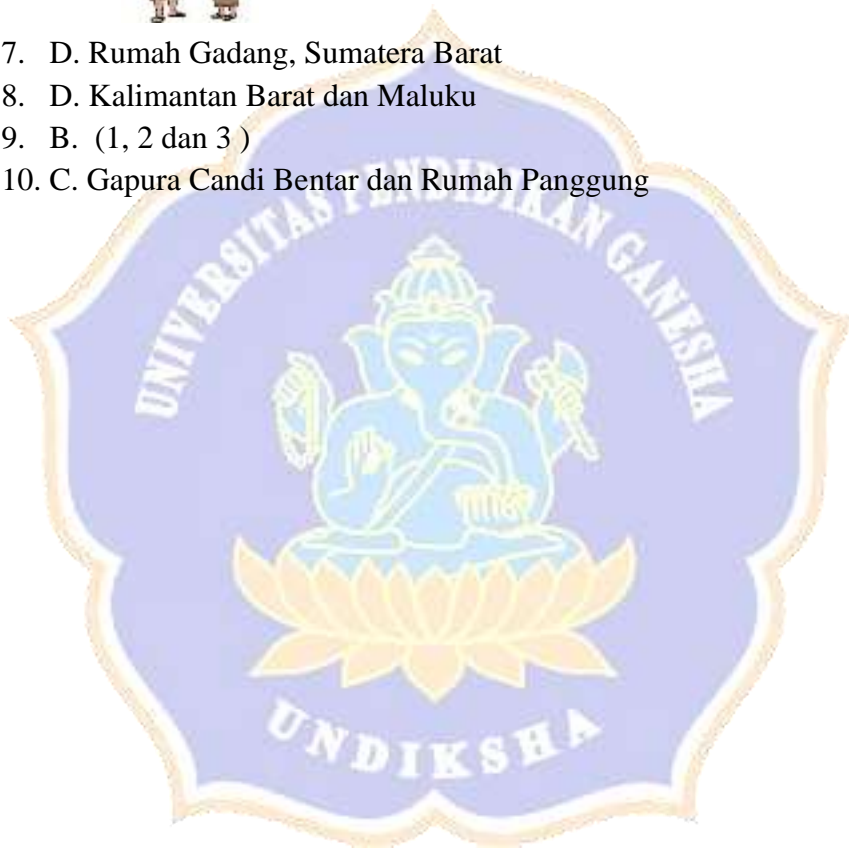 7. D. Rumah Gadang, Sumatera Barat
8. D. Kalimantan Barat dan Maluku
9. B. (1, 2 dan 3 )
10. C. Gapura Candi Bentar dan Rumah Panggung
UNIVERSITAS PENDIDIKAN GANESHA
UNDIKSHA